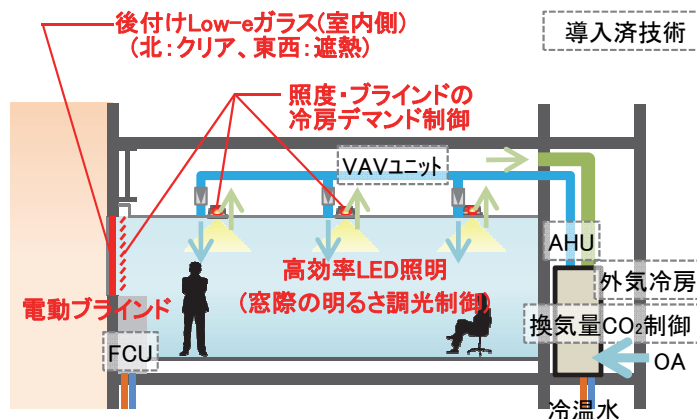 後付けLow-eガラス(室内側)
(北:クリア、東西:遮熱)
導入済技術
照度・ブラインドの
冷房デマンド制御
VAVユニット
AHU
高効率LED照明
(窓際の明るさ調光制御)
外気冷房
電動ブラインド
換気量CO₂制御
FCU
OA
冷温水